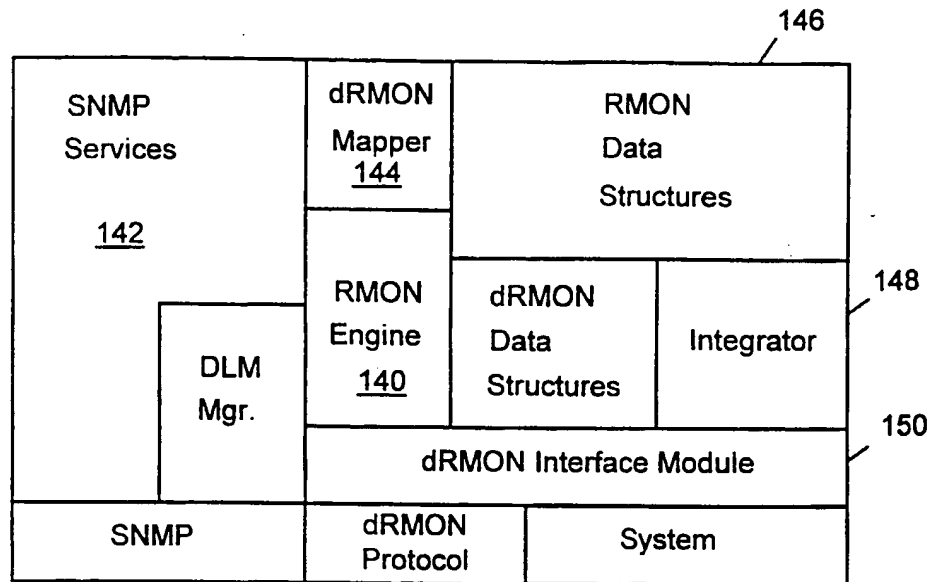 146
SNMP
Services
142
dRMON
Mapper
144
RMON
Data
Structures
148
DLM
Mgr.
RMON
Engine
140
dRMON
Data
Structures
Integrator
150
dRMON Interface Module
SNMP
dRMON
Protocol
System